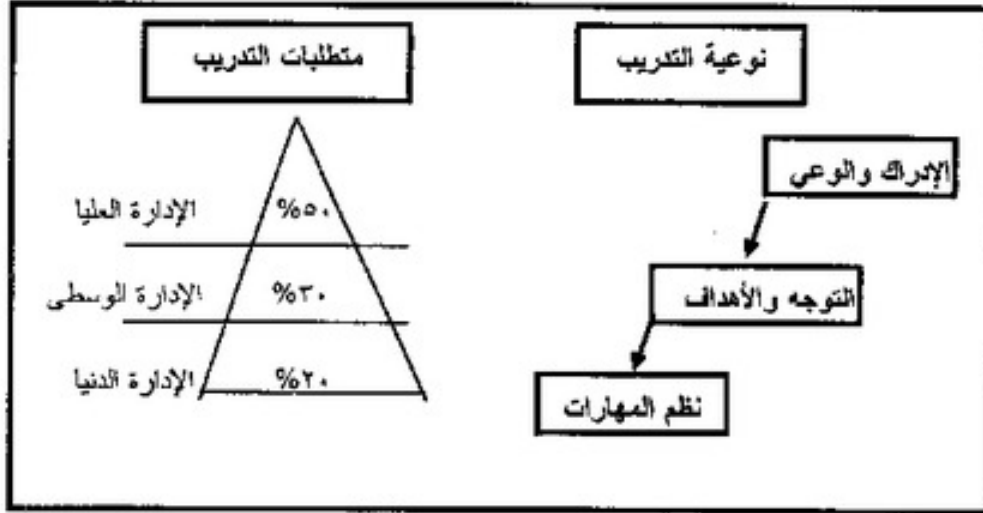 نوعية التدريب
متطلبات التدريب
الإدراك والوعي
التوجه والأهداف
نظم المهارات
%٥٠
الإدارة العليا
%٣٠
الإدارة الوسطى
%٢٠
الإدارة الدنيا